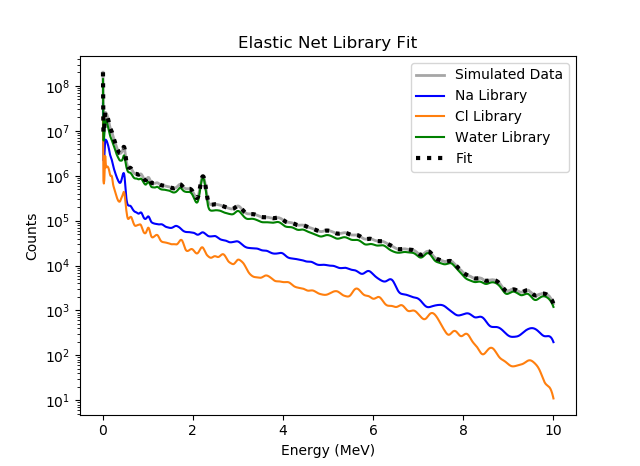 Elastic Net Library Fit
Simulated Data
Na Library
Cl Library
Water Library
Fit
Counts
10⁸
10⁷
10⁶
10⁵
10⁴
10³
10²
10¹
0 2 4 6 8 10
Energy (MeV)